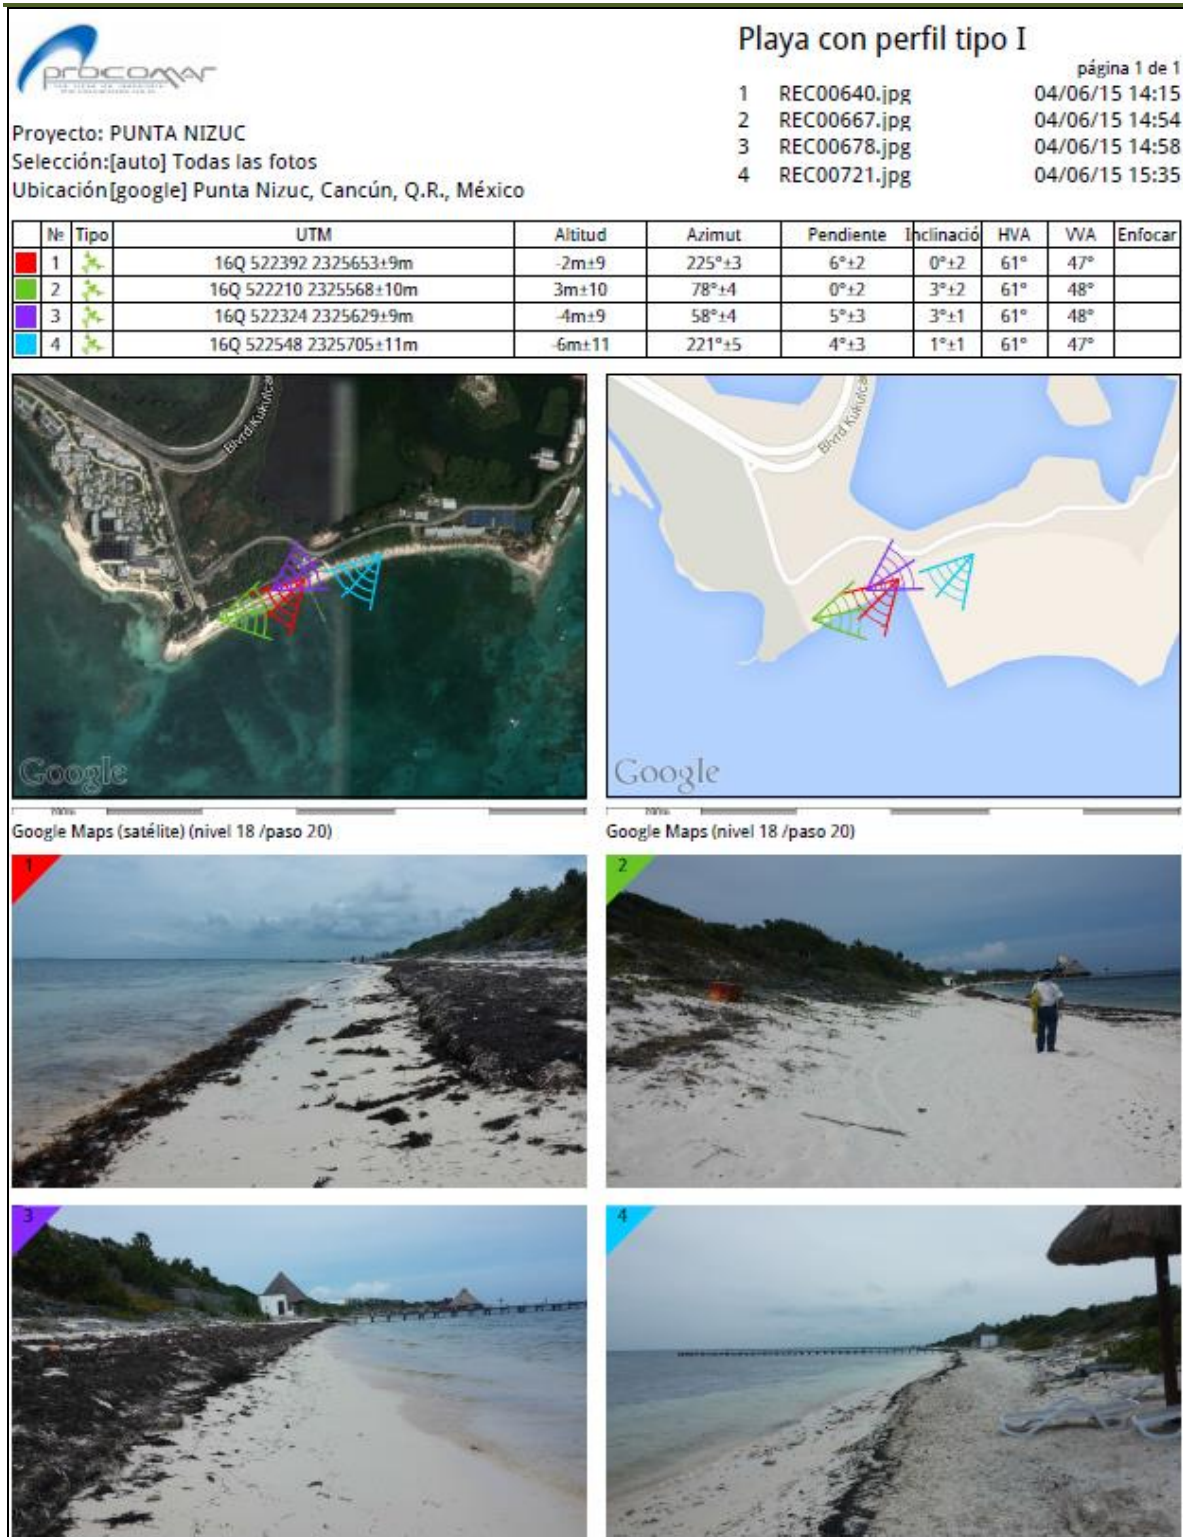 procomar
Playa con perfil tipo I
página 1 de 1
1 REC00640.jpg 04/06/15 14:15
2 REC00667.jpg 04/06/15 14:54
3 REC00678.jpg 04/06/15 14:58
4 REC00721.jpg 04/06/15 15:35
Proyecto: PUNTA NIZUC
Selección:[auto] Todas las fotos
Ubicación[google] Punta Nizuc, Cancún, Q.R., México
№ Tipo UTM Altitud Azimut Pendiente Inclinació HVA VVA Enfocar
1 16Q 522392 2325653±9m -2m±9 225°±3 6°±2 0°±2 61° 47°
2 16Q 522210 2325568±10m 3m±10 78°±4 0°±2 3°±2 61° 48°
3 16Q 522324 2325629±9m -4m±9 58°±4 5°±3 3°±1 61° 48°
4 16Q 522548 2325705±11m -6m±11 221°±5 4°±3 1°±1 61° 47°
Blvrd Kukulcan
Google
Blvrd Kukulcan
Google
Google Maps (satélite) (nivel 18 /paso 20)
Google Maps (nivel 18 /paso 20)
1
2
3
4